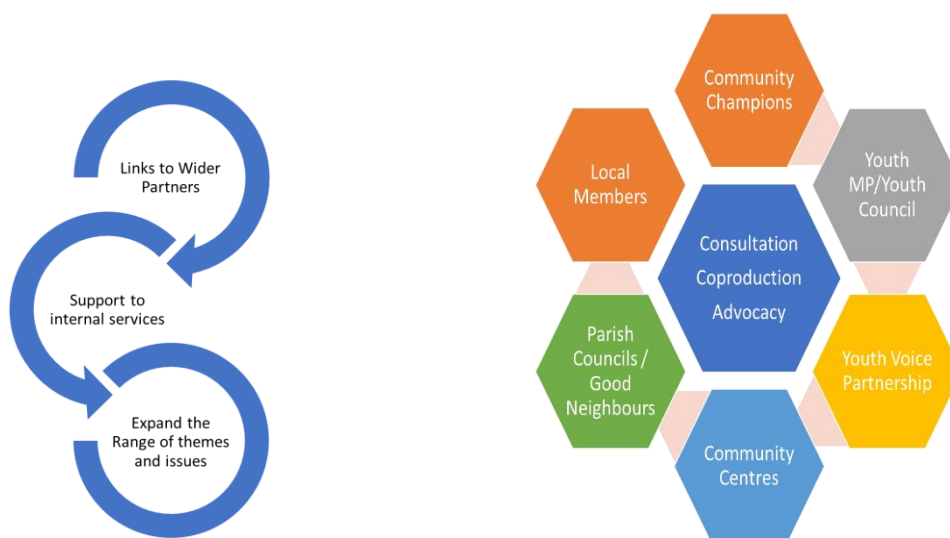 Links to Wider
Partners
Support to
internal services
Expand the
Range of themes
and issues
Community
Champions
Local
Members
Youth
MP/Youth
Council
Consultation
Coproduction
Advocacy
Parish
Councils /
Good
Neighbours
Youth Voice
Partnership
Community
Centres